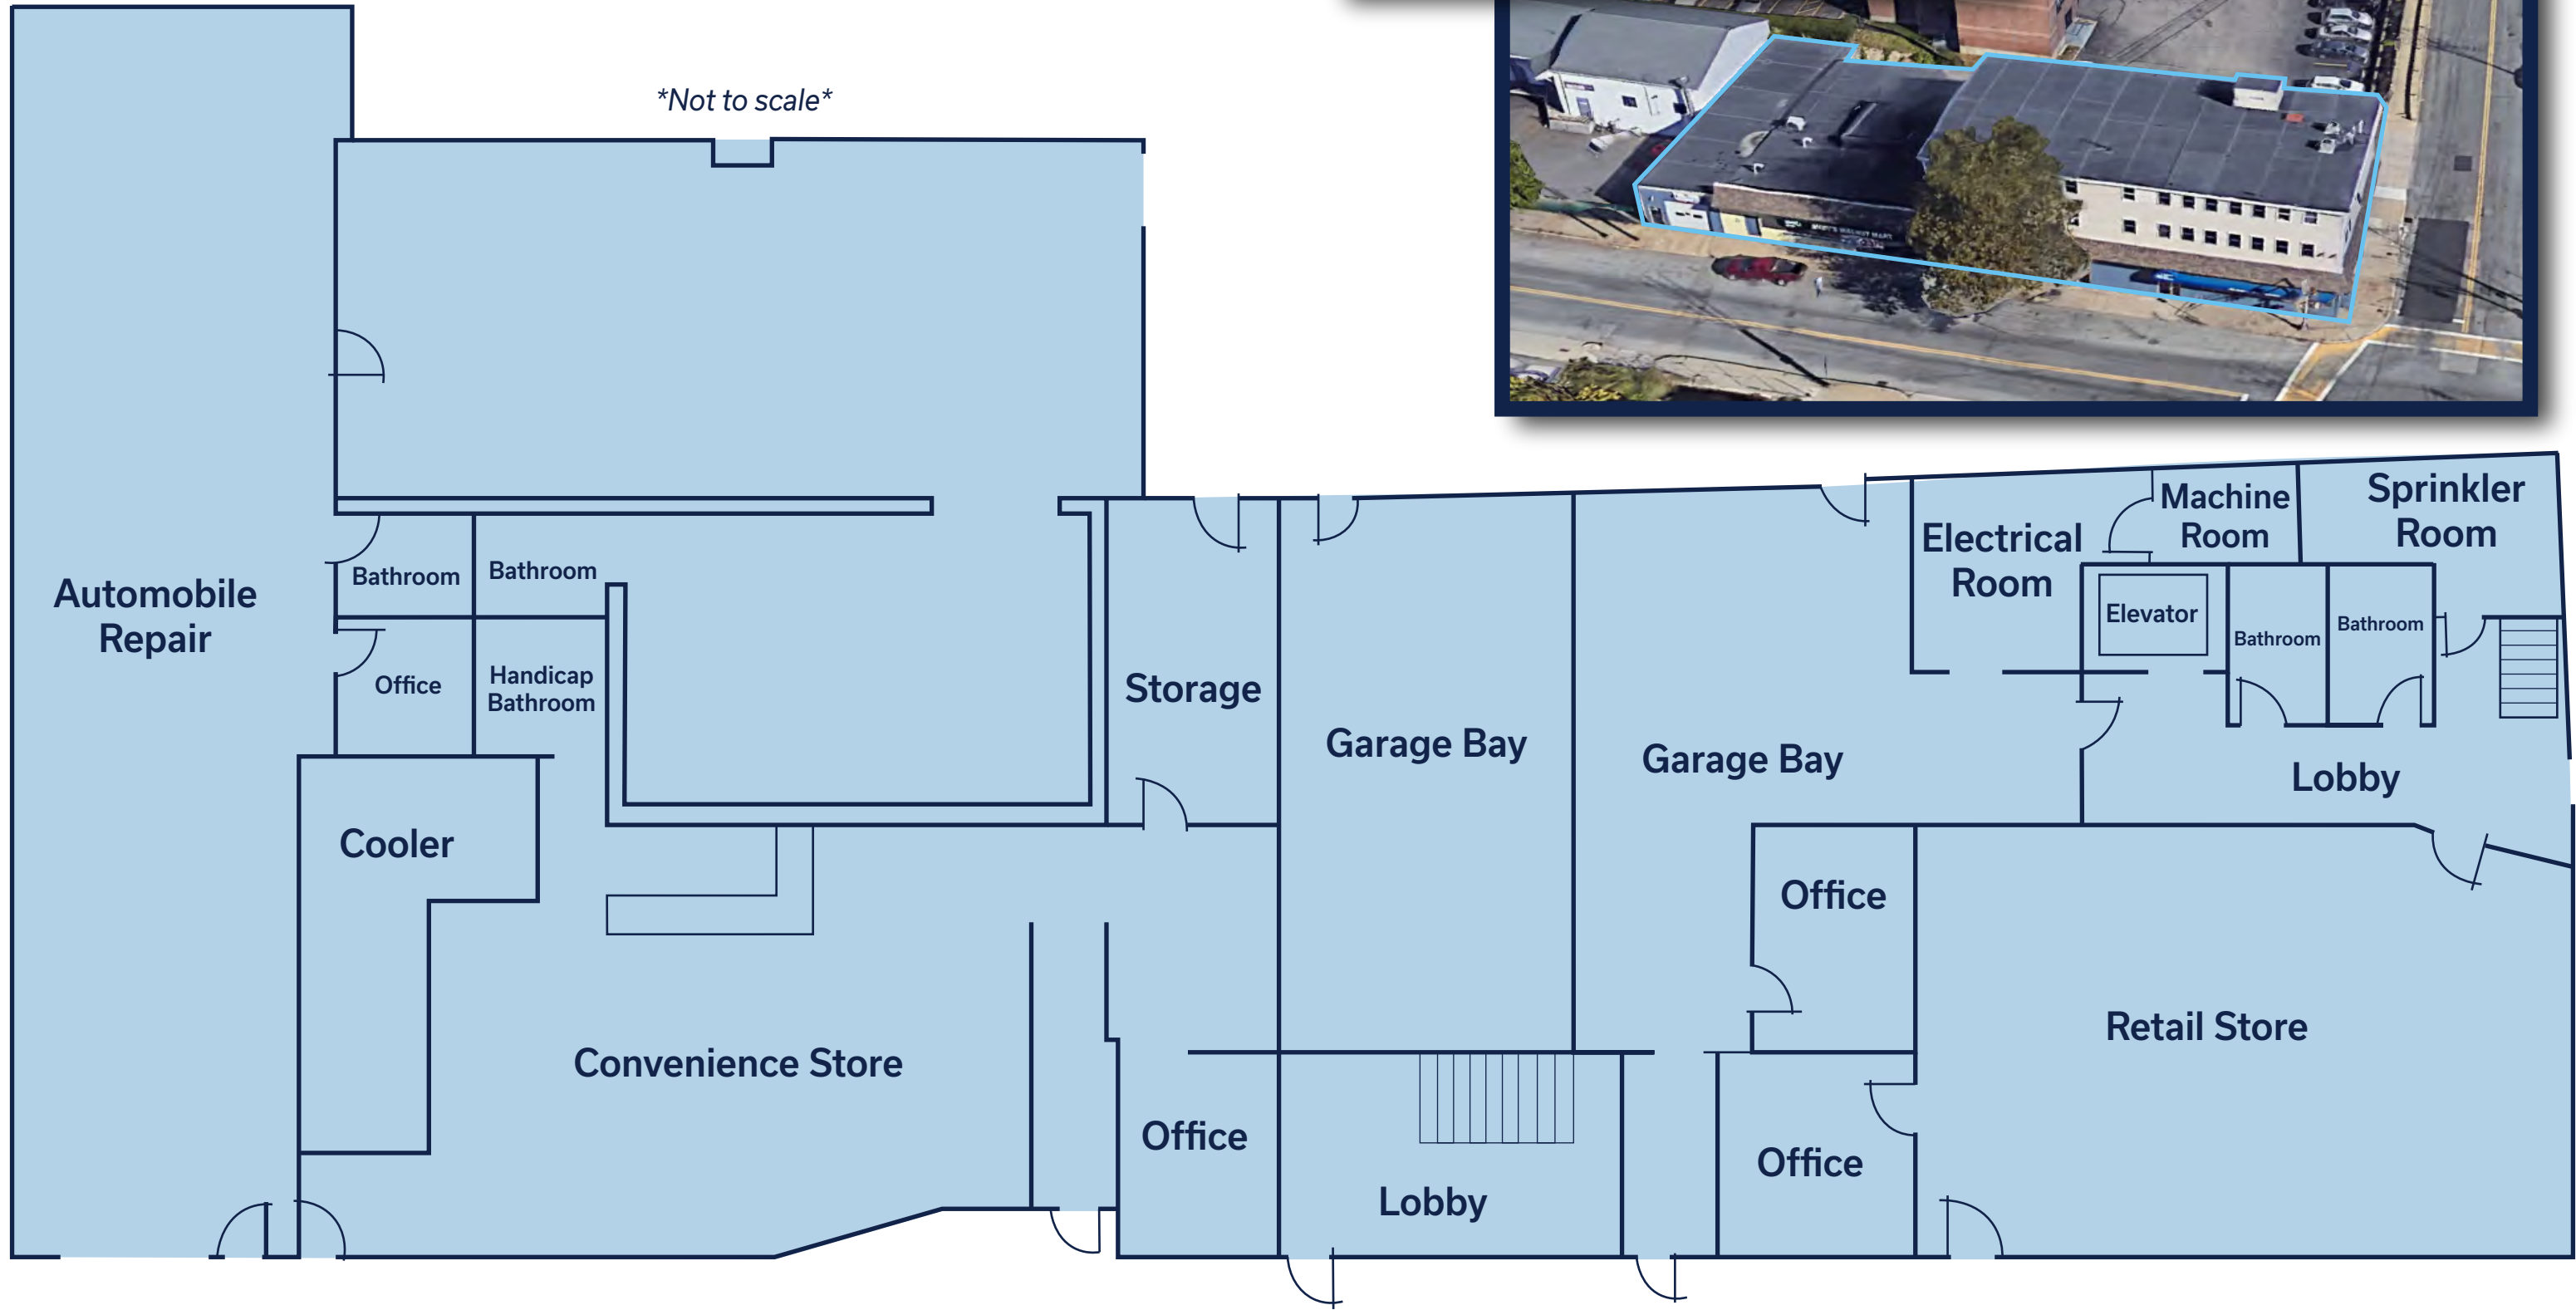 *Not to scale*
Automobile
Repair
Bathroom
Bathroom
Office
Handicap
Bathroom
Cooler
Convenience Store
Storage
Office
Garage Bay
Lobby
Garage Bay
Office
Office
Electrical
Room
Machine
Room
Sprinkler
Room
Elevator
Bathroom
Bathroom
Lobby
Retail Store